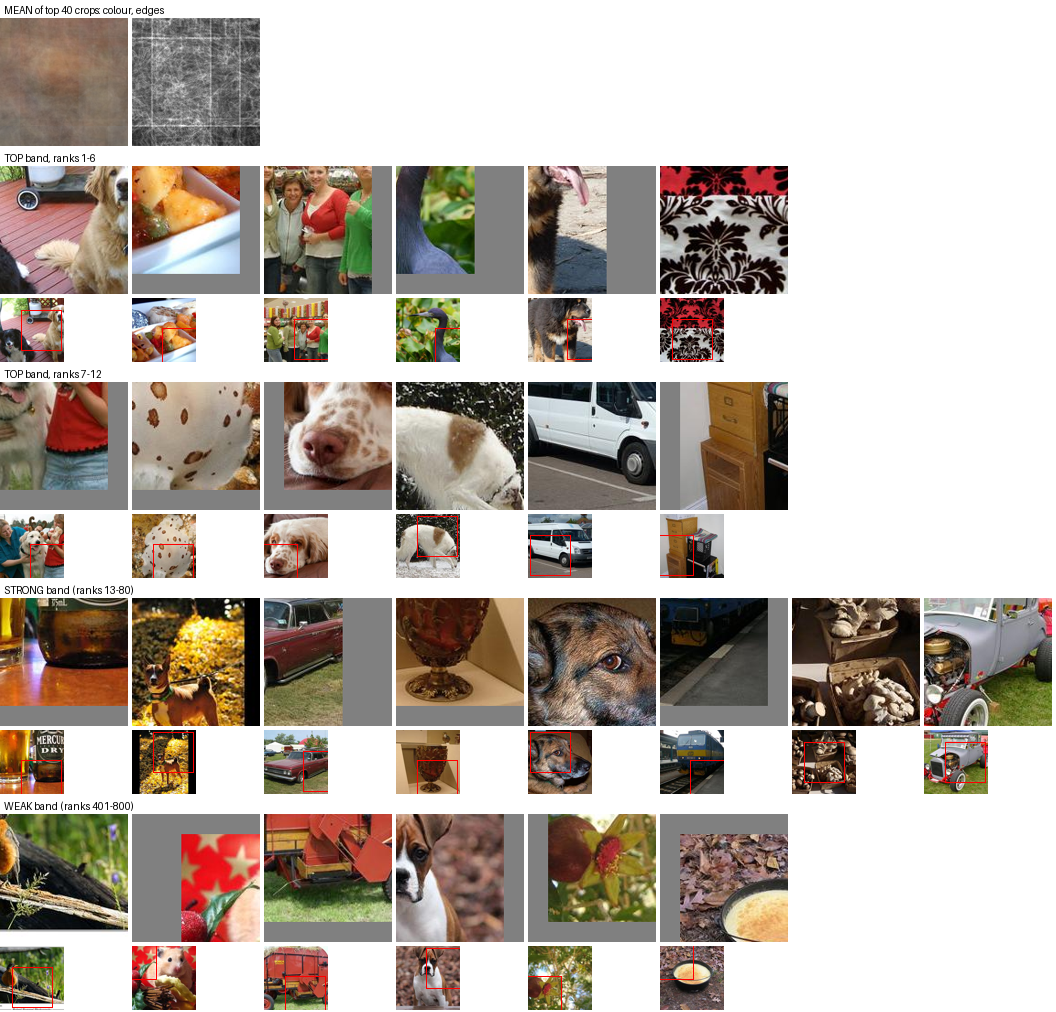 MEAN of top 40 crops: colour, edges
TOP band, ranks 1-6
TOP band, ranks 7-12
STRONG band (ranks 13-80)
MERCU
DRY
WEAK band (ranks 401-800)